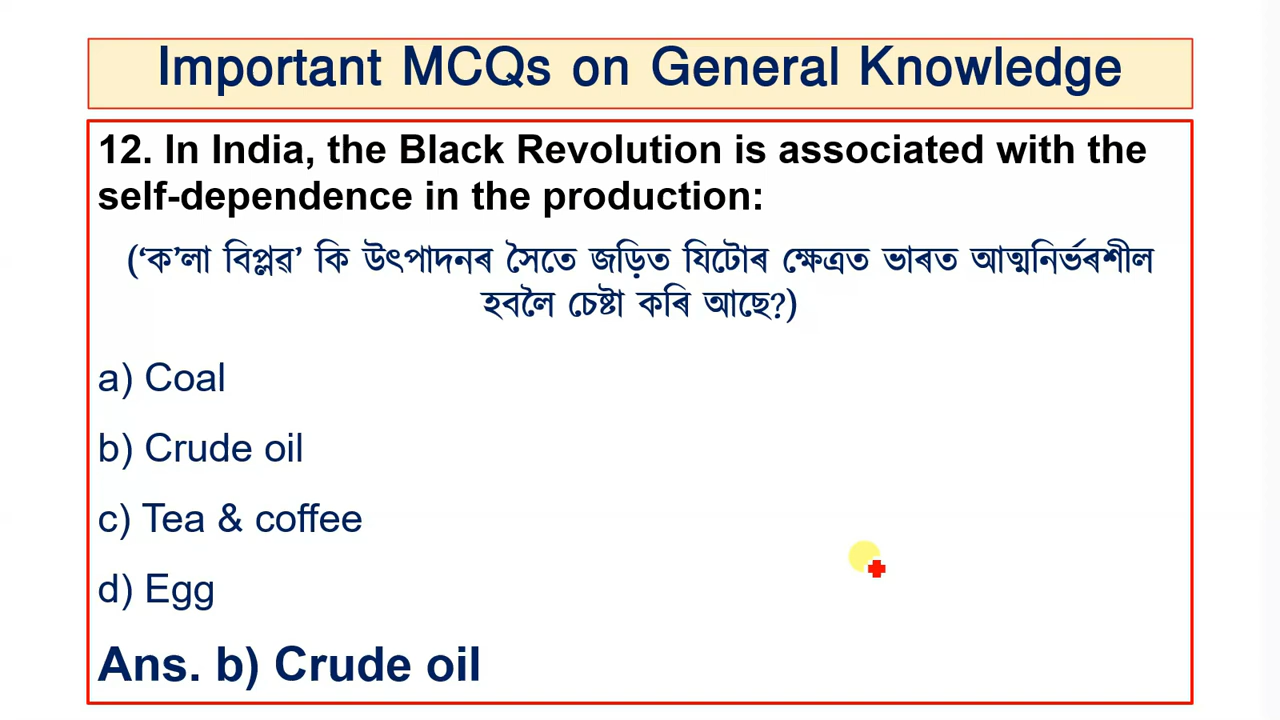 Important MCQs on General Knowledge
12. In India, the Black Revolution is associated with the
self-dependence in the production:
(‘ক’লা বিপ্লৱ’ কি উৎপাদনৰ সৈতে জড়িত যিটোৰ ক্ষেত্ৰত ভাৰত আত্মনিৰ্ভৰশীল
হবলৈ চেষ্টা কৰি আছে?)
a) Coal
b) Crude oil
c) Tea & coffee
d) Egg
Ans. b) Crude oil